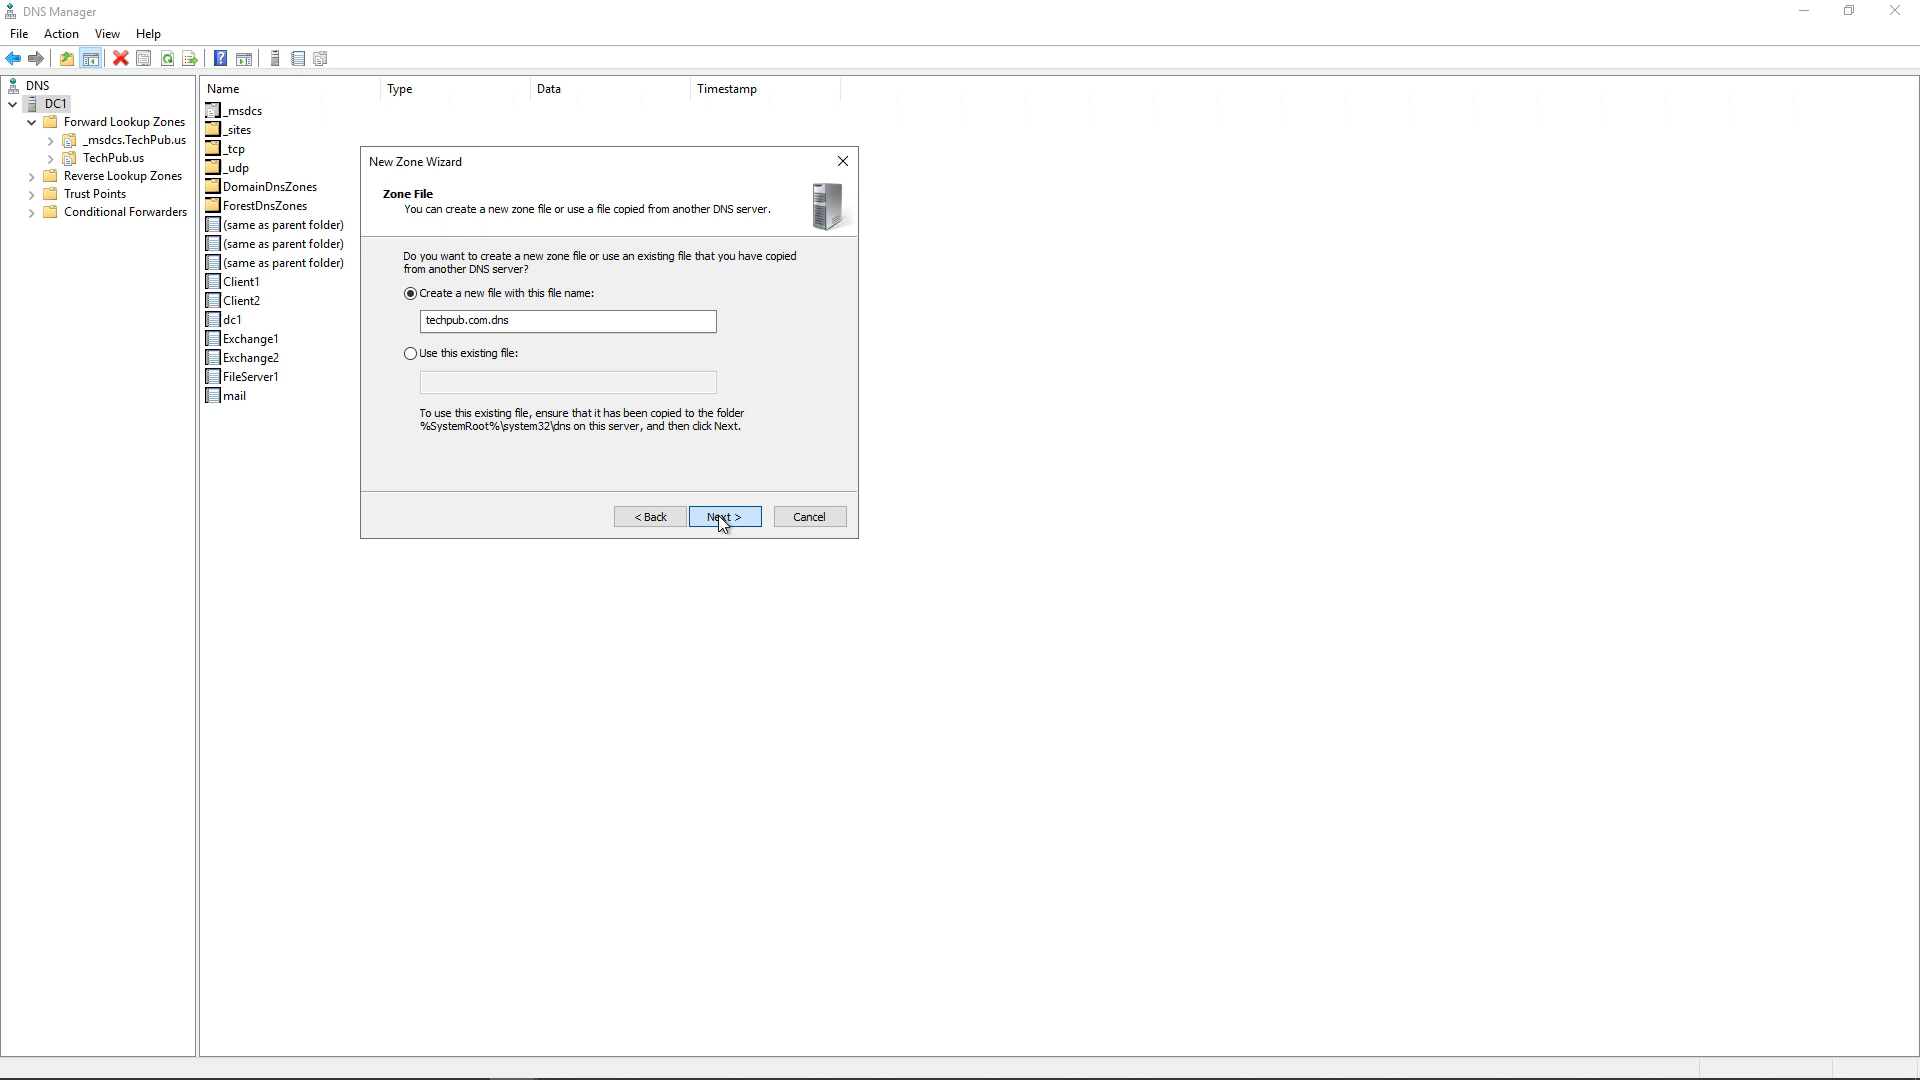 DNS Manager
File Action View Help
DNS
DC1
Forward Lookup Zones
_msdcs.TechPub.us
TechPub.us
Reverse Lookup Zones
Trust Points
Conditional Forwarders
Name Type Data Timestamp
_msdcs
_sites
_tcp
_udp
DomainDnsZones
ForestDnsZones
(same as parent folder)
(same as parent folder)
(same as parent folder)
Client1
Client2
dc1
Exchange1
Exchange2
FileServer1
mail
New Zone Wizard
Zone File
You can create a new zone file or use a file copied from another DNS server.
Do you want to create a new zone file or use an existing file that you have copied
from another DNS server?
Create a new file with this file name:
techpub.com.dns
Use this existing file:
To use this existing file, ensure that it has been copied to the folder
%SystemRoot%\system32\dns on this server, and then click Next.
< Back Next > Cancel